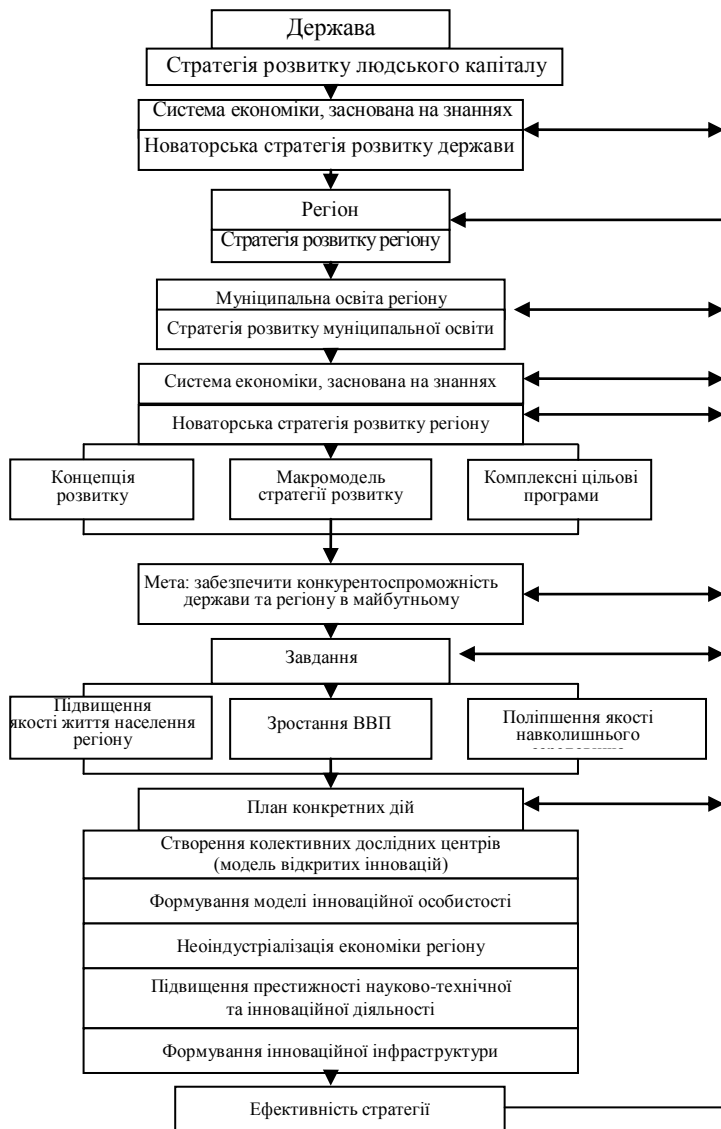 Держава
Стратегія розвитку людського капіталу
Система економіки, заснована на знаннях
Новаторська стратегія розвитку держави
Регіон
Стратегія розвитку регіону
Муніципальна освіта регіону
Стратегія розвитку муніципальної освіти
Система економіки, заснована на знаннях
Новаторська стратегія розвитку регіону
Концепція
розвитку
Макромодель
стратегії розвитку
Комплексні цільові
програми
Мета: забезпечити конкурентоспроможність
держави та регіону в майбутньому
Завдання
Підвищення
якості життя населення
регіону
Зростання ВВП
Поліпшення якості
навколишнього
План конкретних дій
Створення колективних дослідних центрів
(модель відкритих інновацій)
Формування моделі інноваційної особистості
Неоіндустріалізація економіки регіону
Підвищення престижності науково-технічної
та інноваційної діяльності
Формування інноваційної інфраструктури
Ефективність стратегії